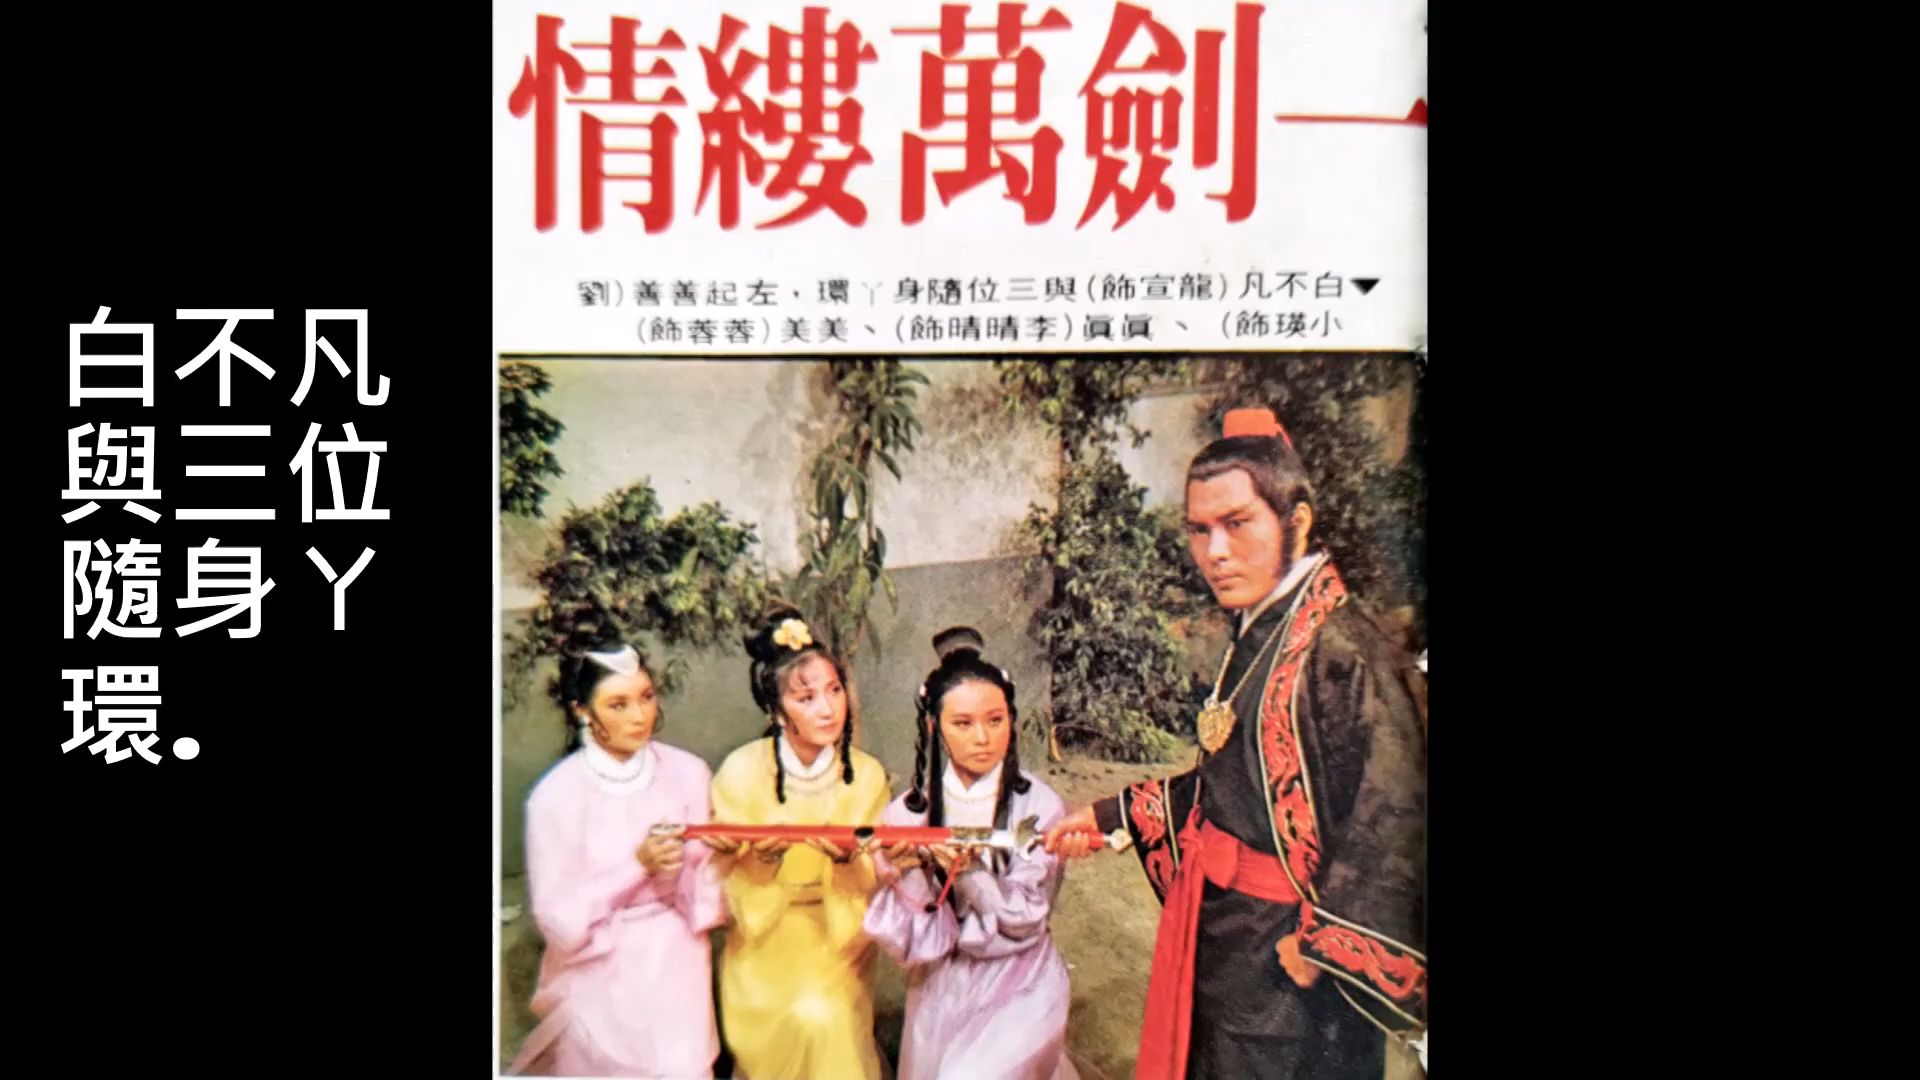 白不凡
與三位
隨身丫
環.
一劍萬縷情
▼白不凡(龍宣飾)與三位隨身丫環，左起善善(劉
小瑛飾)、眞眞(李晴晴飾)、美美(蓉蓉飾)